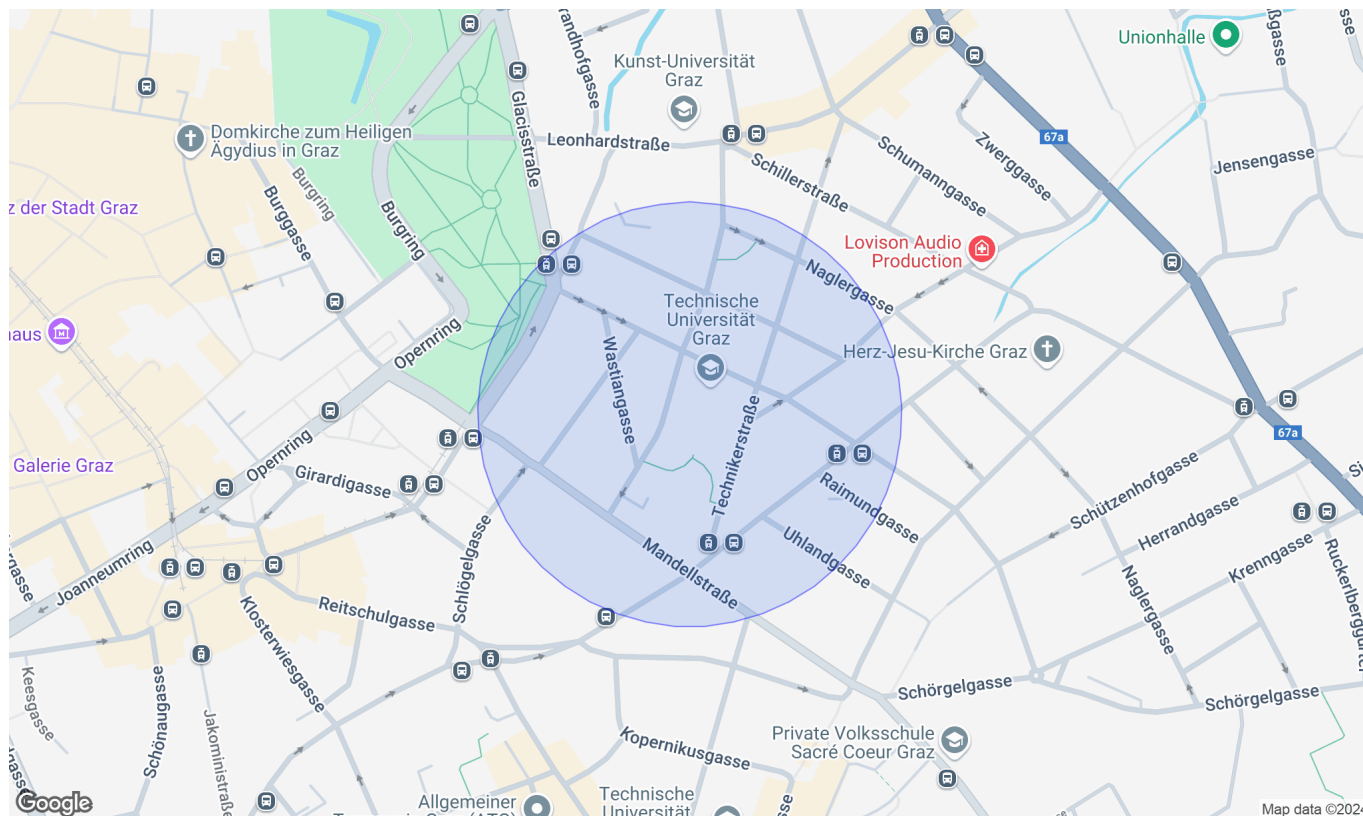 Unionhalle
Kunst-Universität
Graz
67a
Domkirche zum Heiligen
Ägydius in Graz
Glacisstraße
Leonhardstraße
Schillerstraße
Schumanngasse
Zwerggasse
Jensengasse
Burgring
Burggasse
Burgring
z der Stadt Graz
Lovison Audio
Production
Naglergasse
Technische
Universität
Graz
Herz-Jesu-Kirche Graz
haus
Opernring
Wastiangasse
Technikerstraße
67a
Galerie Graz
Opernring
Girardigasse
Raimundgasse
Schützenhofgasse
Herrandgasse
Krenngasse
Uhlandgasse
Mandellstraße
Joanneumring
Schlögelgasse
Reitschulgasse
Klosterwiesgasse
Naglergasse
Keesgasse
Schönaugasse
Jakoministraße
Schörgelgasse
Schörgelgasse
Kopernikusgasse
Private Volksschule
Sacré Coeur Graz
Technische
Universität
Allgemeiner
Google
Map data ©2024